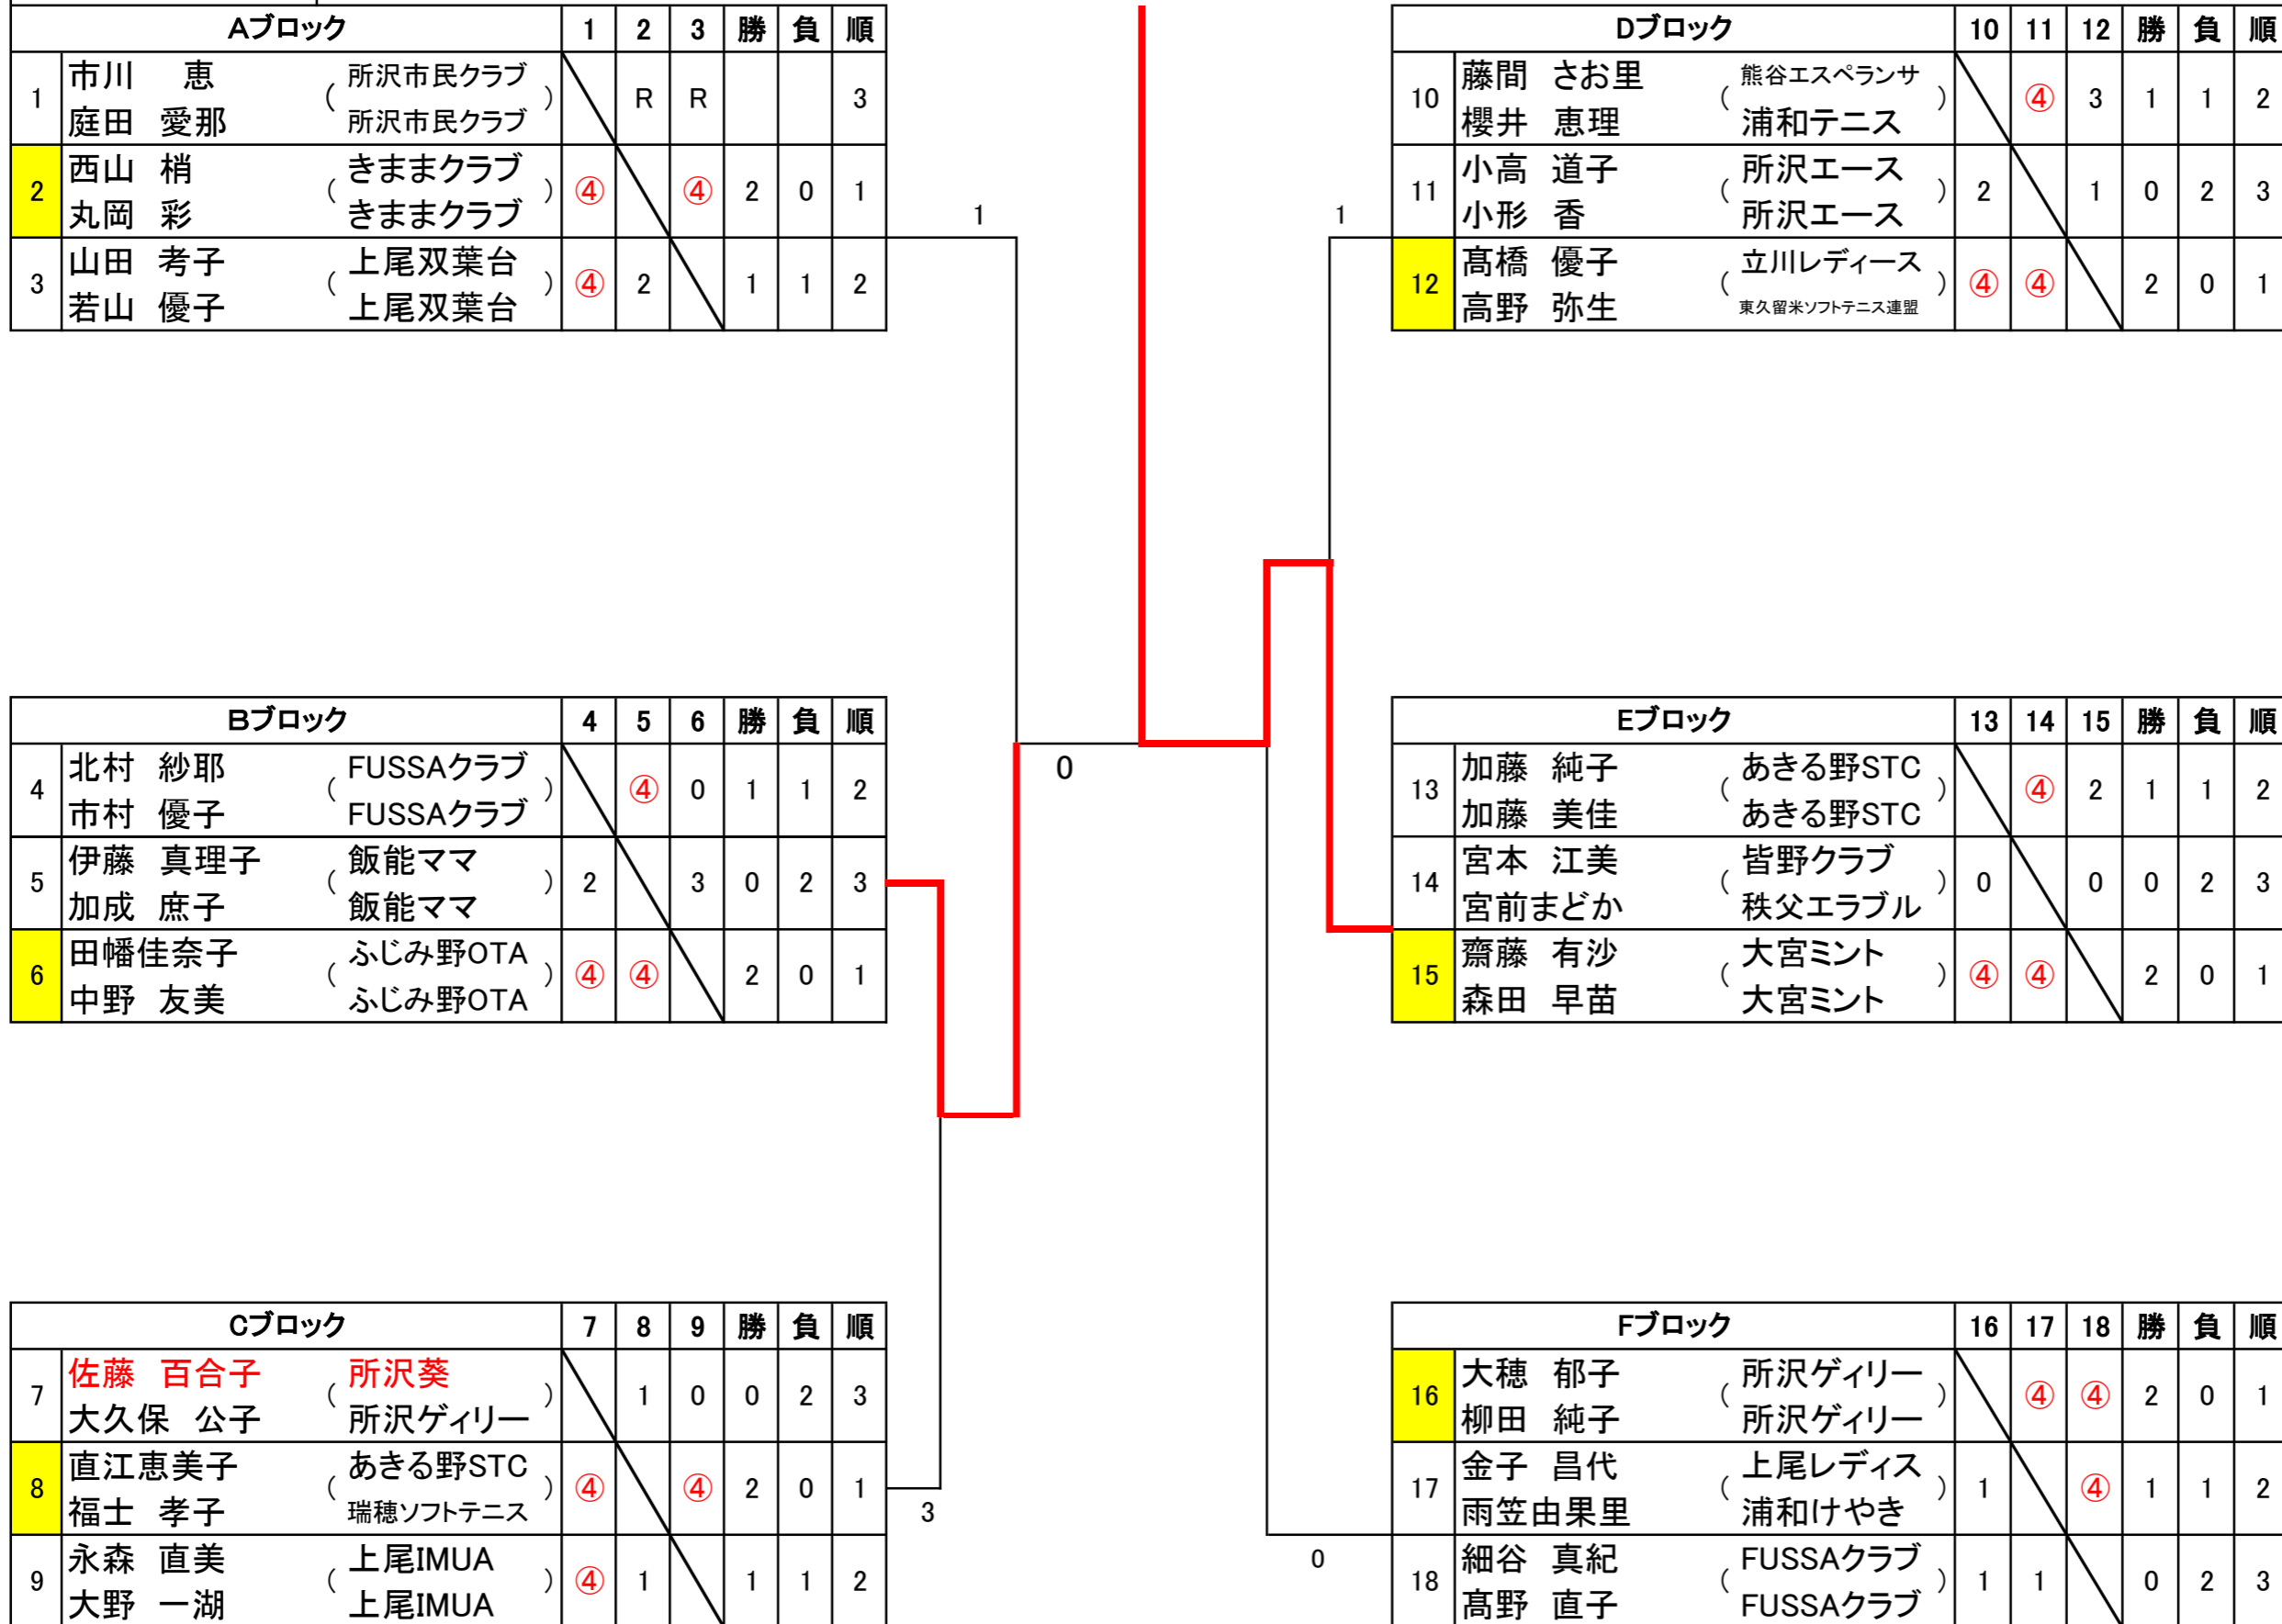 Aブロック 1 2 3 勝 負 順
1 市川 恵 ( 所沢市民クラブ ) R R 3
庭田 愛那 所沢市民クラブ
2 西山 梢 ( きままクラブ ) ④ ④ 2 0 1
丸岡 彩 きままクラブ
3 山田 考子 ( 上尾双葉台 ) ④ 2 1 1 2
若山 優子 上尾双葉台
1
Dブロック 10 11 12 勝 負 順
10 藤間 さお里 ( 熊谷エスペランサ ) ④ 3 1 1 2
櫻井 恵理 浦和テニス
11 小高 道子 ( 所沢エース ) 2 1 0 2 3
小形 香 所沢エース
1
12 髙橋 優子 ( 立川レディース ) ④ ④ 2 0 1
高野 弥生 東久留米ソフトテニス連盟
Bブロック 4 5 6 勝 負 順
4 北村 紗耶 ( FUSSAクラブ ) ④ 0 1 1 2
市村 優子 FUSSAクラブ
5 伊藤 真理子 ( 飯能ママ ) 2 3 0 2 3
加成 庶子 飯能ママ
6 田幡佳奈子 ( ふじみ野OTA ) ④ ④ 2 0 1
中野 友美 ふじみ野OTA
0
Eブロック 13 14 15 勝 負 順
13 加藤 純子 ( あきる野STC ) ④ 2 1 1 2
加藤 美佳 あきる野STC
14 宮本 江美 ( 皆野クラブ ) 0 0 0 2 3
宮前まどか 秩父エラブル
15 齋藤 有沙 ( 大宮ミント ) ④ ④ 2 0 1
森田 早苗 大宮ミント
Cブロック 7 8 9 勝 負 順
7 佐藤 百合子 ( 所沢葵 ) 1 0 0 2 3
大久保 公子 所沢ゲィリー
8 直江恵美子 ( あきる野STC ) ④ ④ 2 0 1
福士 孝子 瑞穂ソフトテニス
3
9 永森 直美 ( 上尾IMUA ) ④ 1 1 1 2
大野 一湖 上尾IMUA
Fブロック 16 17 18 勝 負 順
16 大穂 郁子 ( 所沢ゲィリー ) ④ ④ 2 0 1
柳田 純子 所沢ゲィリー
17 金子 昌代 ( 上尾レディス ) 1 ④ 1 1 2
雨笠由果里 浦和けやき
0
18 細谷 真紀 ( FUSSAクラブ ) 1 1 0 2 3
髙野 直子 FUSSAクラブ